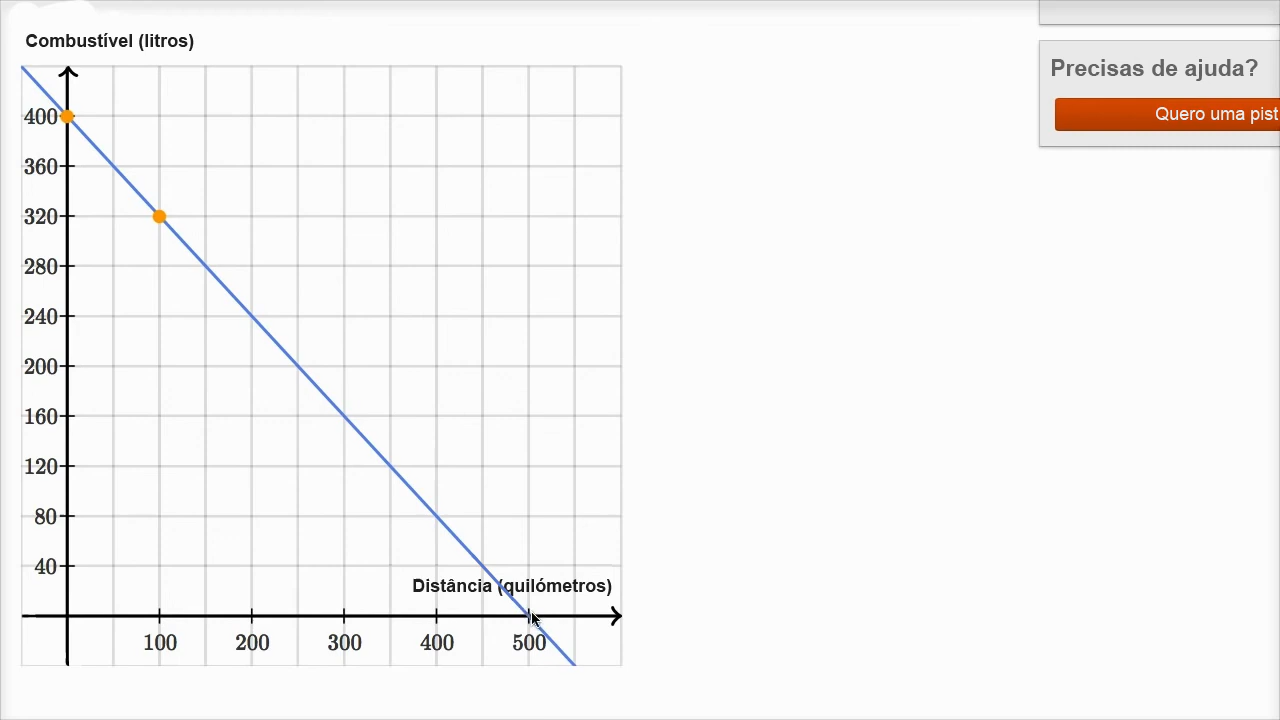 Combustível (litros)
Precisas de ajuda?
Quero uma pist
400
360
320
280
240
200
160
120
80
40
Distância (quilómetros)
100 200 300 400 500